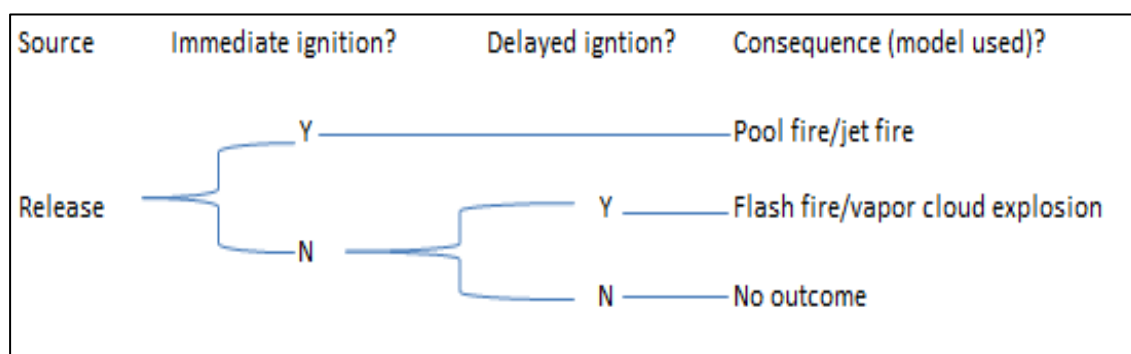 Source Immediate ignition? Delayed igntion? Consequence (model used)?
Y Pool fire/jet fire
Release
Y Flash fire/vapor cloud explosion
N
N No outcome